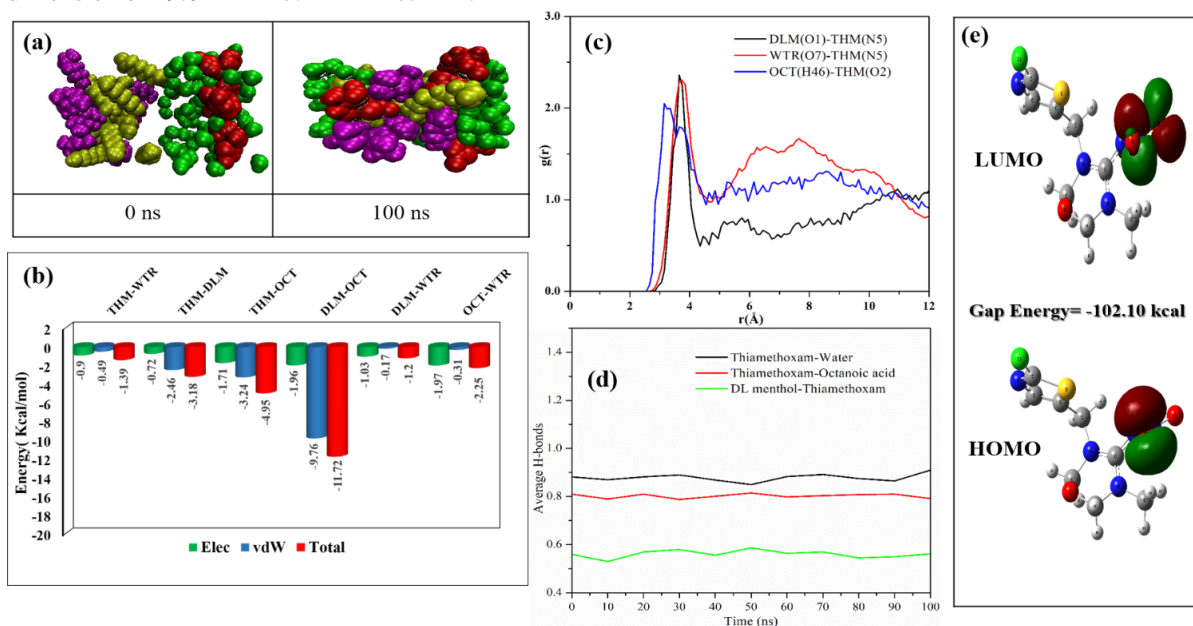 (a)
0 ns
100 ns
(b)
THM-WTR
THM-DLM
THM-OCT
DLM-OCT
DLM-WTR
OCT-WTR
Energy( Kcal/mol)
2
0
-2
-4
-6
-8
-10
-12
-14
-16
-18
-20
-0.9
-0.49
-1.39
-0.72
-2.46
-3.18
-1.71
-3.24
-4.95
-1.96
-9.76
-11.72
-1.03
-0.17
-1.2
-1.97
-0.31
-2.25
Elec vdW Total
(c)
DLM(O1)-THM(N5)
WTR(O7)-THM(N5)
OCT(H46)-THM(O2)
g(r)
3.0
2.0
1.0
0.0
0 2 4 6 8 10 12
r(Å)
(d)
Thiamethoxam-Water
Thiamethoxam-Octanoic acid
DL menthol-Thiamethoxam
Average H-bonds
1.4
1.2
1.0
0.8
0.6
0.4
0 10 20 30 40 50 60 70 80 90 100
Time (ns)
(e)
LUMO
Gap Energy= -102.10 kcal
HOMO